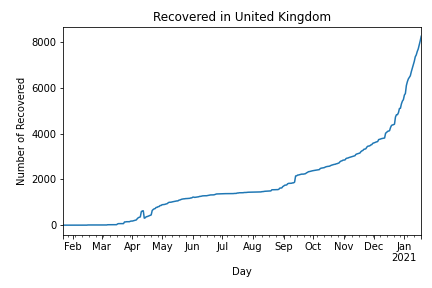 Recovered in United Kingdom
Number of Recovered
8000
6000
4000
2000
0
Feb Mar Apr May Jun Jul Aug Sep Oct Nov Dec Jan
2021
Day